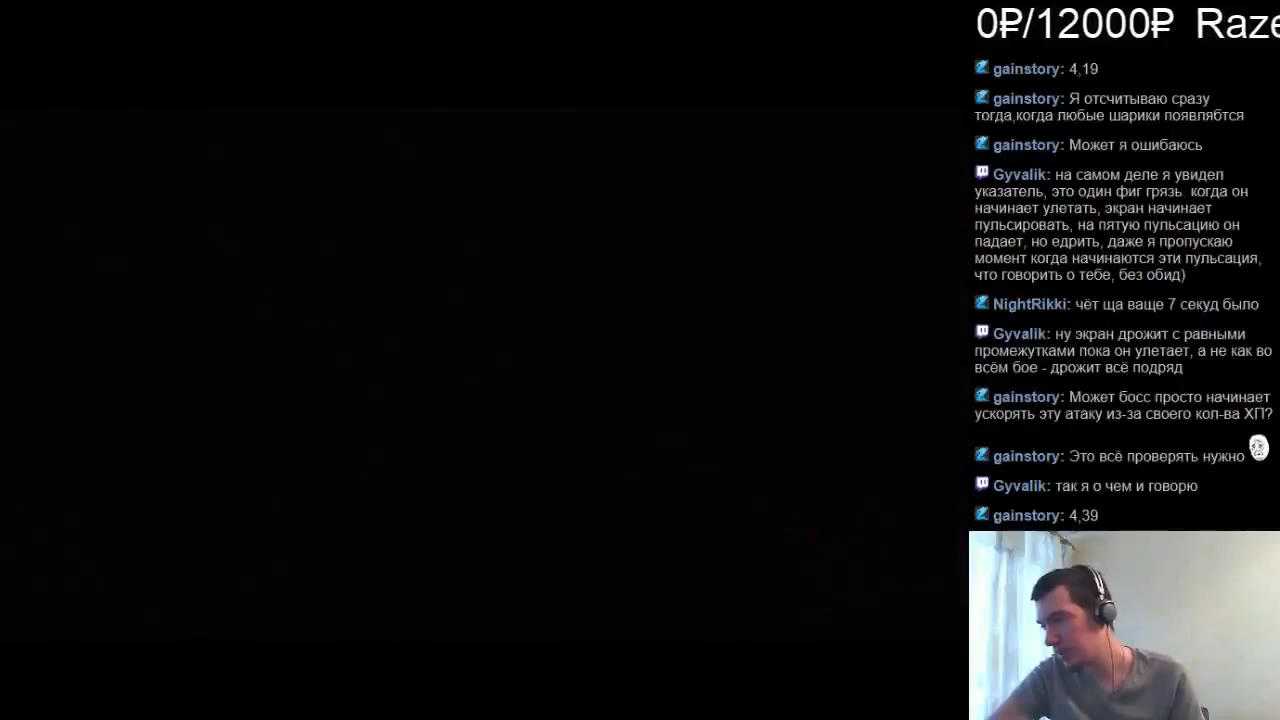 0₽/12000₽ Raze
gainstory: 4,19
gainstory: Я отсчитываю сразу
тогда,когда любые шарики появлябтся
gainstory: Может я ошибаюсь
Gyvalik: на самом деле я увидел
указатель, это один фиг грязь когда он
начинает улетать, экран начинает
пульсировать, на пятую пульсацию он
падает, но едрить, даже я пропускаю
момент когда начинаются эти пульсация,
что говорить о тебе, без обид)
NightRikki: чёт ща ваще 7 секуд было
Gyvalik: ну экран дрожит с равными
промежутками пока он улетает, а не как во
всём бое - дрожит всё подряд
gainstory: Может босс просто начинает
ускорять эту атаку из-за своего кол-ва ХП?
gainstory: Это всё проверять нужно
Gyvalik: так я о чем и говорю
gainstory: 4,39